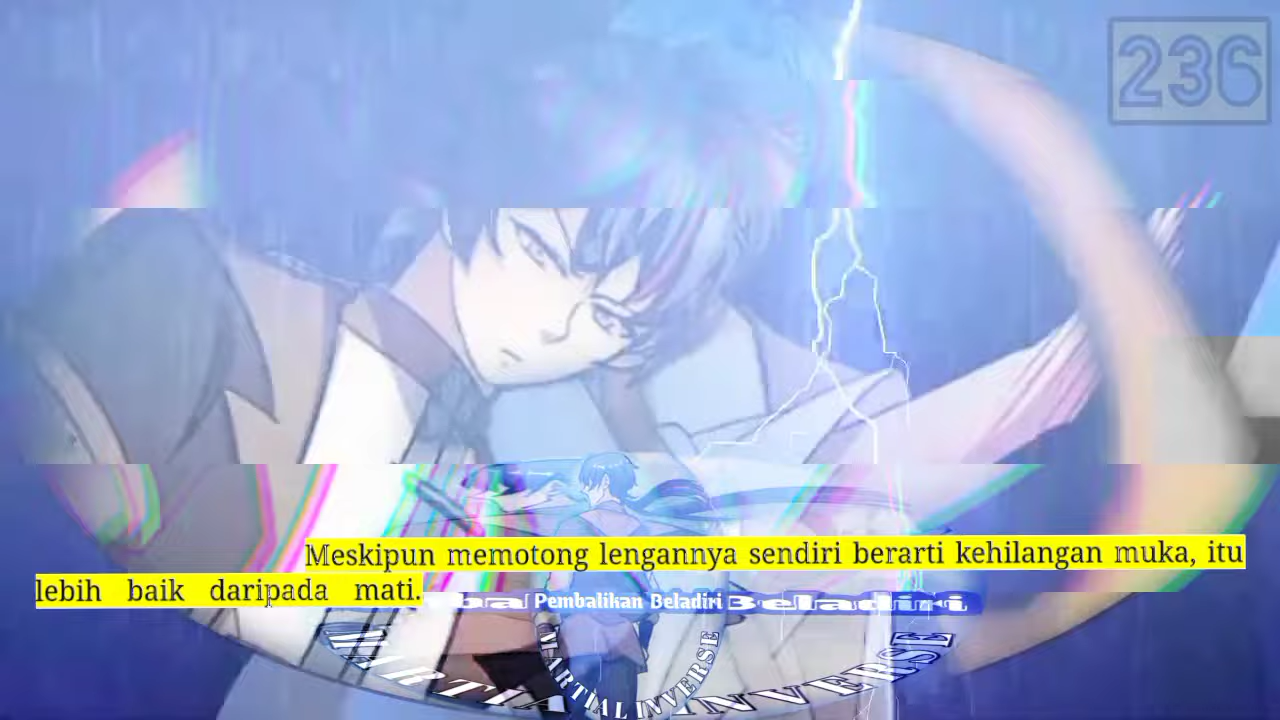 236
Meskipun memotong lengannya sendiri berarti kehilangan muka, itu
lebih baik daripada mati.
Pembalikan Beladiri Beladiri
MARTIAL INVERSE
MARTIAL INVERSE